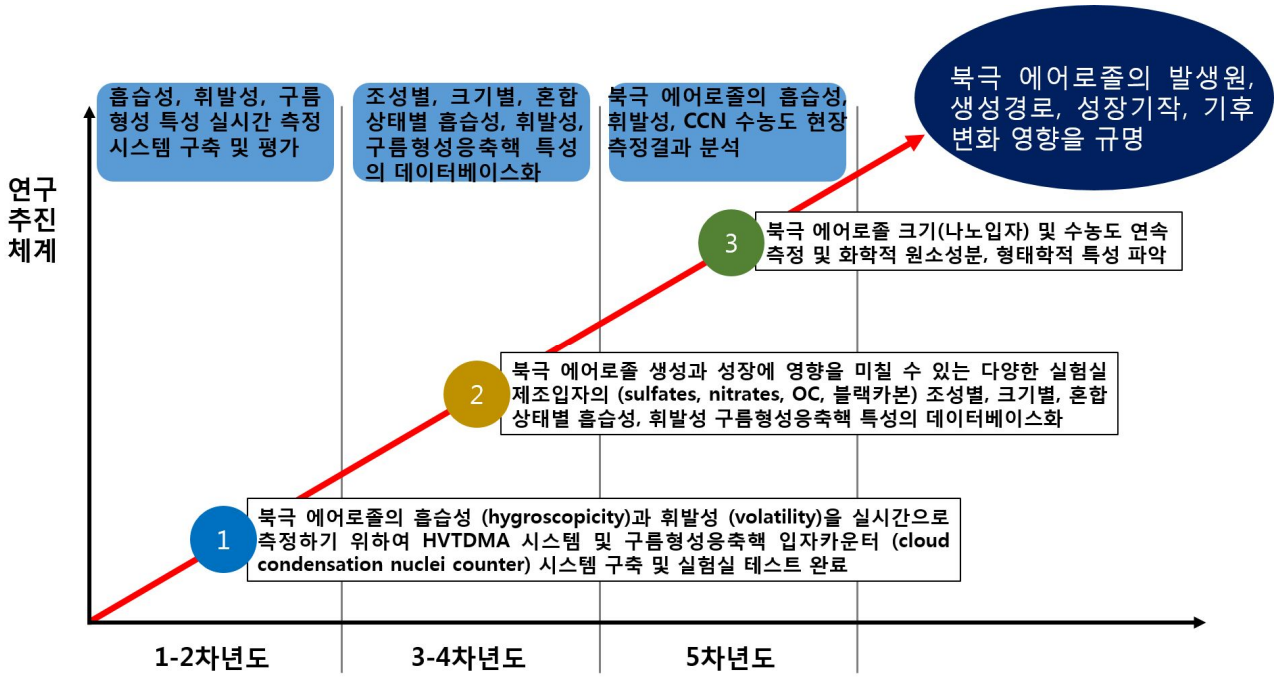 흡습성, 휘발성, 구름
형성 특성 실시간 측정
시스템 구축 및 평가
조성별, 크기별, 혼합
상태별 흡습성, 휘발성,
구름형성응축핵 특성
의 데이터베이스화
북극 에어로졸의 흡습성,
휘발성, CCN 수농도 현장
측정결과 분석
북극 에어로졸의 발생원,
생성경로, 성장기작, 기후
변화 영향을 규명
연구
추진
체계
3
북극 에어로졸 크기(나노입자) 및 수농도 연속
측정 및 화학적 원소성분, 형태학적 특성 파악
2
북극 에어로졸 생성과 성장에 영향을 미칠 수 있는 다양한 실험실
제조입자의 (sulfates, nitrates, OC, 블랙카본) 조성별, 크기별, 혼합
상태별 흡습성, 휘발성 구름형성응축핵 특성의 데이터베이스화
1
북극 에어로졸의 흡습성 (hygroscopicity)과 휘발성 (volatility)을 실시간으로
측정하기 위하여 HVTDMA 시스템 및 구름형성응축핵 입자카운터 (cloud
condensation nuclei counter) 시스템 구축 및 실험실 테스트 완료
1-2차년도
3-4차년도
5차년도